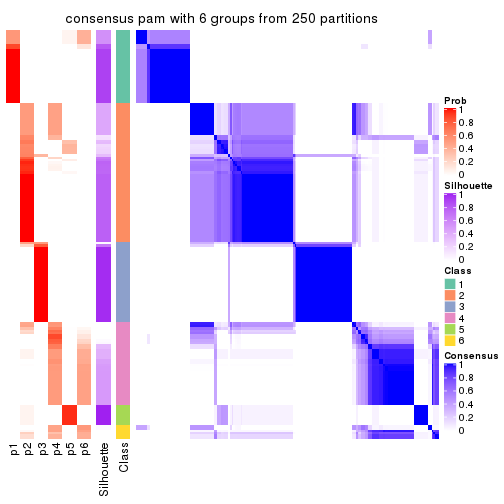 consensus pam with 6 groups from 250 partitions
Prob
1
0.8
0.6
0.4
0.2
0
Silhouette
1
0.8
0.6
0.4
0.2
0
Class
1
2
3
4
5
6
Consensus
1
0.8
0.6
0.4
0.2
0
p1
p2
p3
p4
p5
p6
Silhouette
Class